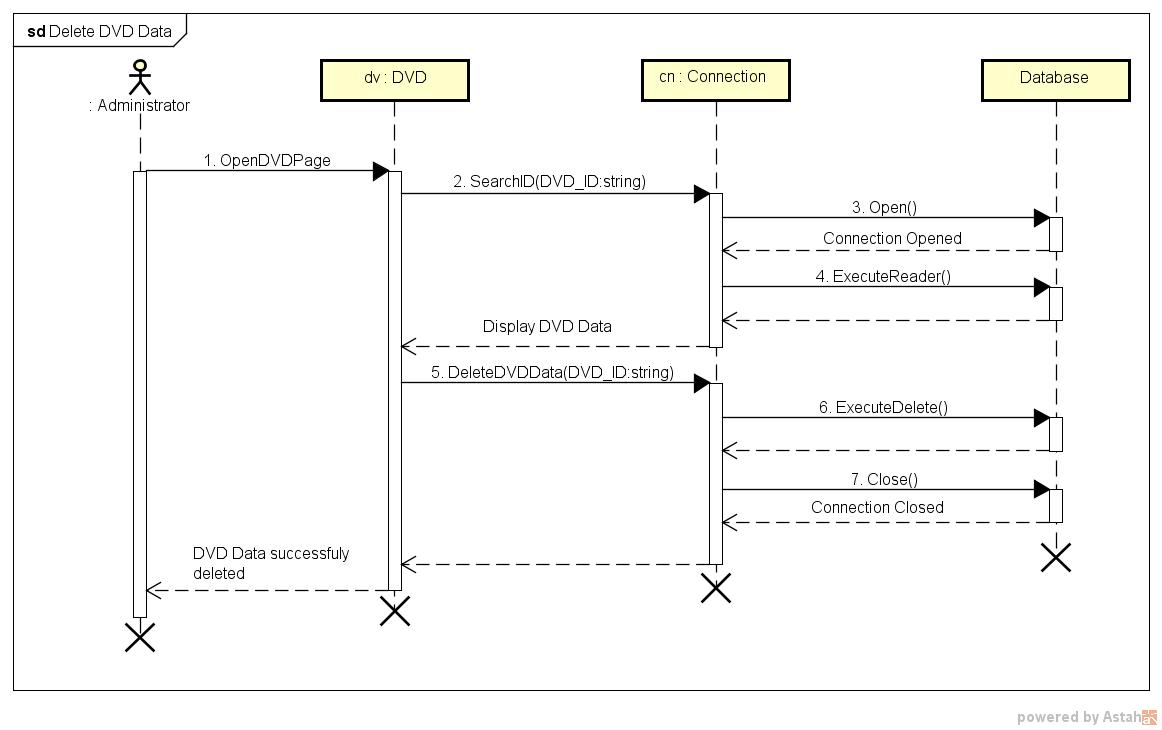 sd Delete DVD Data
: Administrator
dv : DVD
cn : Connection
Database
1. OpenDVDPage
2. SearchID(DVD_ID:string)
3. Open()
Connection Opened
4. ExecuteReader()
Display DVD Data
5. DeleteDVDData(DVD_ID:string)
6. ExecuteDelete()
7. Close()
Connection Closed
DVD Data successfuly
deleted
powered by Astah